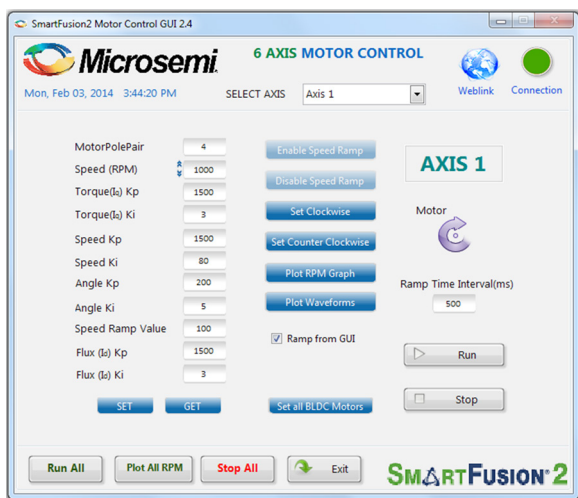 SmartFusion2 Motor Control GUI 2.4
Microsemi.
6 AXIS MOTOR CONTROL
Mon, Feb 03, 2014 3:44:20 PM
SELECT AXIS Axis 1
Weblink Connection
MotorPolePair 4
Enable Speed Ramp
AXIS 1
Speed (RPM) 1000
Disable Speed Ramp
Torque(Iq) Kp 1500
Torque(Iq) Ki 3
Set Clockwise
Motor
Speed Kp 1500
Set Counter Clockwise
Speed Ki 80
Plot RPM Graph
Angle Kp 200
Ramp Time Interval(ms)
Angle Ki 5
Plot Waveforms
500
Speed Ramp Value 100
Ramp from GUI
Flux (Id) Kp 1500
Run
Flux (Id) Ki 3
SET GET
Set all BLDC Motors
Stop
Run All Plot All RPM Stop All Exit
SMARTFUSION®2